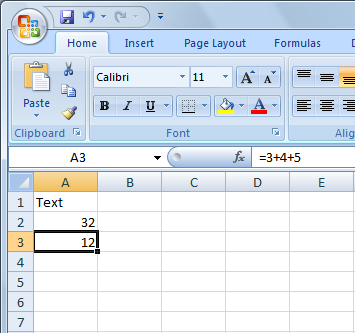 Home Insert Page Layout Formulas
Calibri 11 A A
Paste B I U A
Clipboard Font Alig
A3 fx =3+4+5
A B C D E
1 Text
2 32
3 12
4
5
6
7